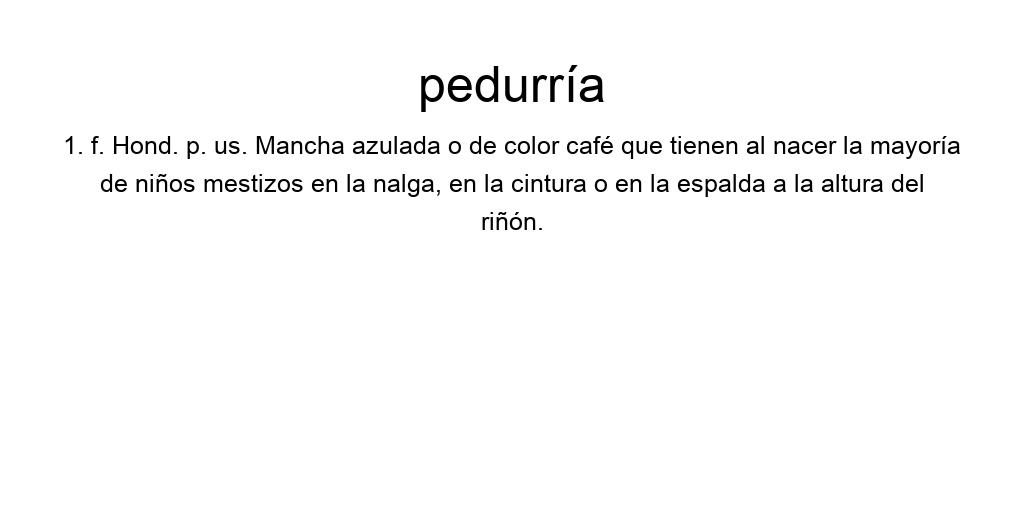 pedurría
1. f. Hond. p. us. Mancha azulada o de color café que tienen al nacer la mayoría
de niños mestizos en la nalga, en la cintura o en la espalda a la altura del
riñón.